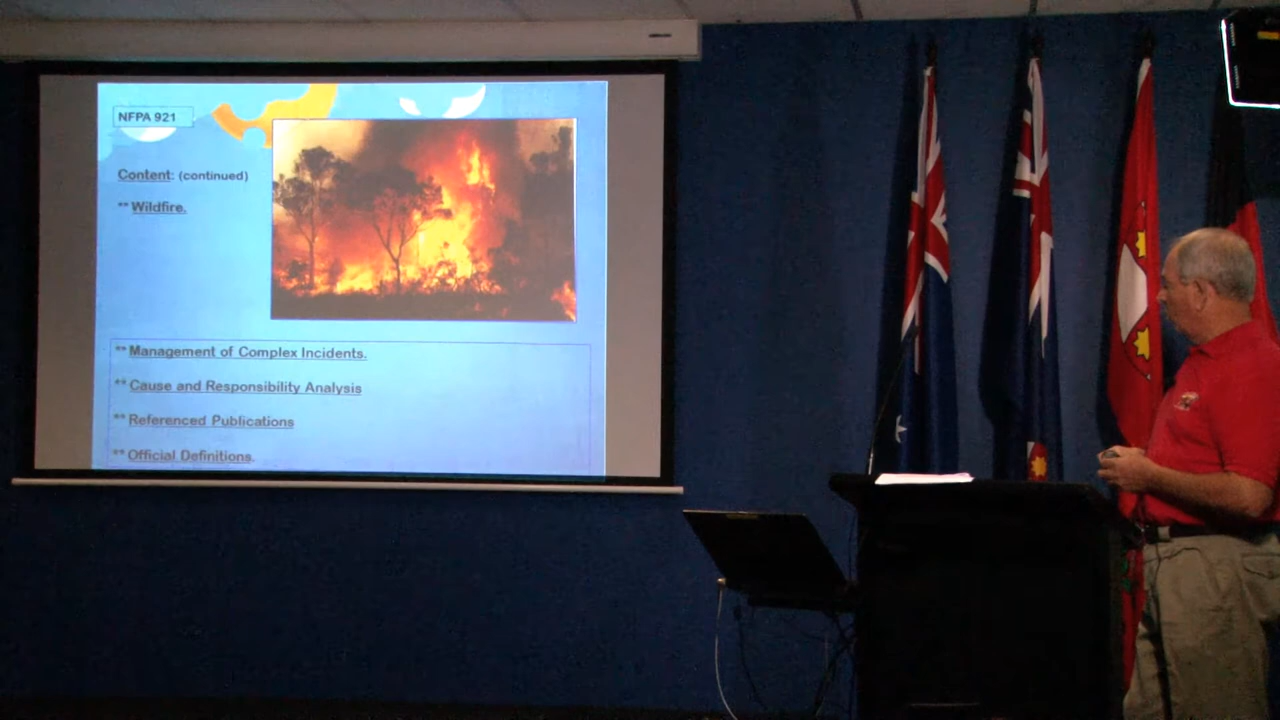 NFPA 921
Content: (continued)
** Wildfire.
** Management of Complex Incidents.
** Cause and Responsibility Analysis
** Referenced Publications
** Official Definitions.